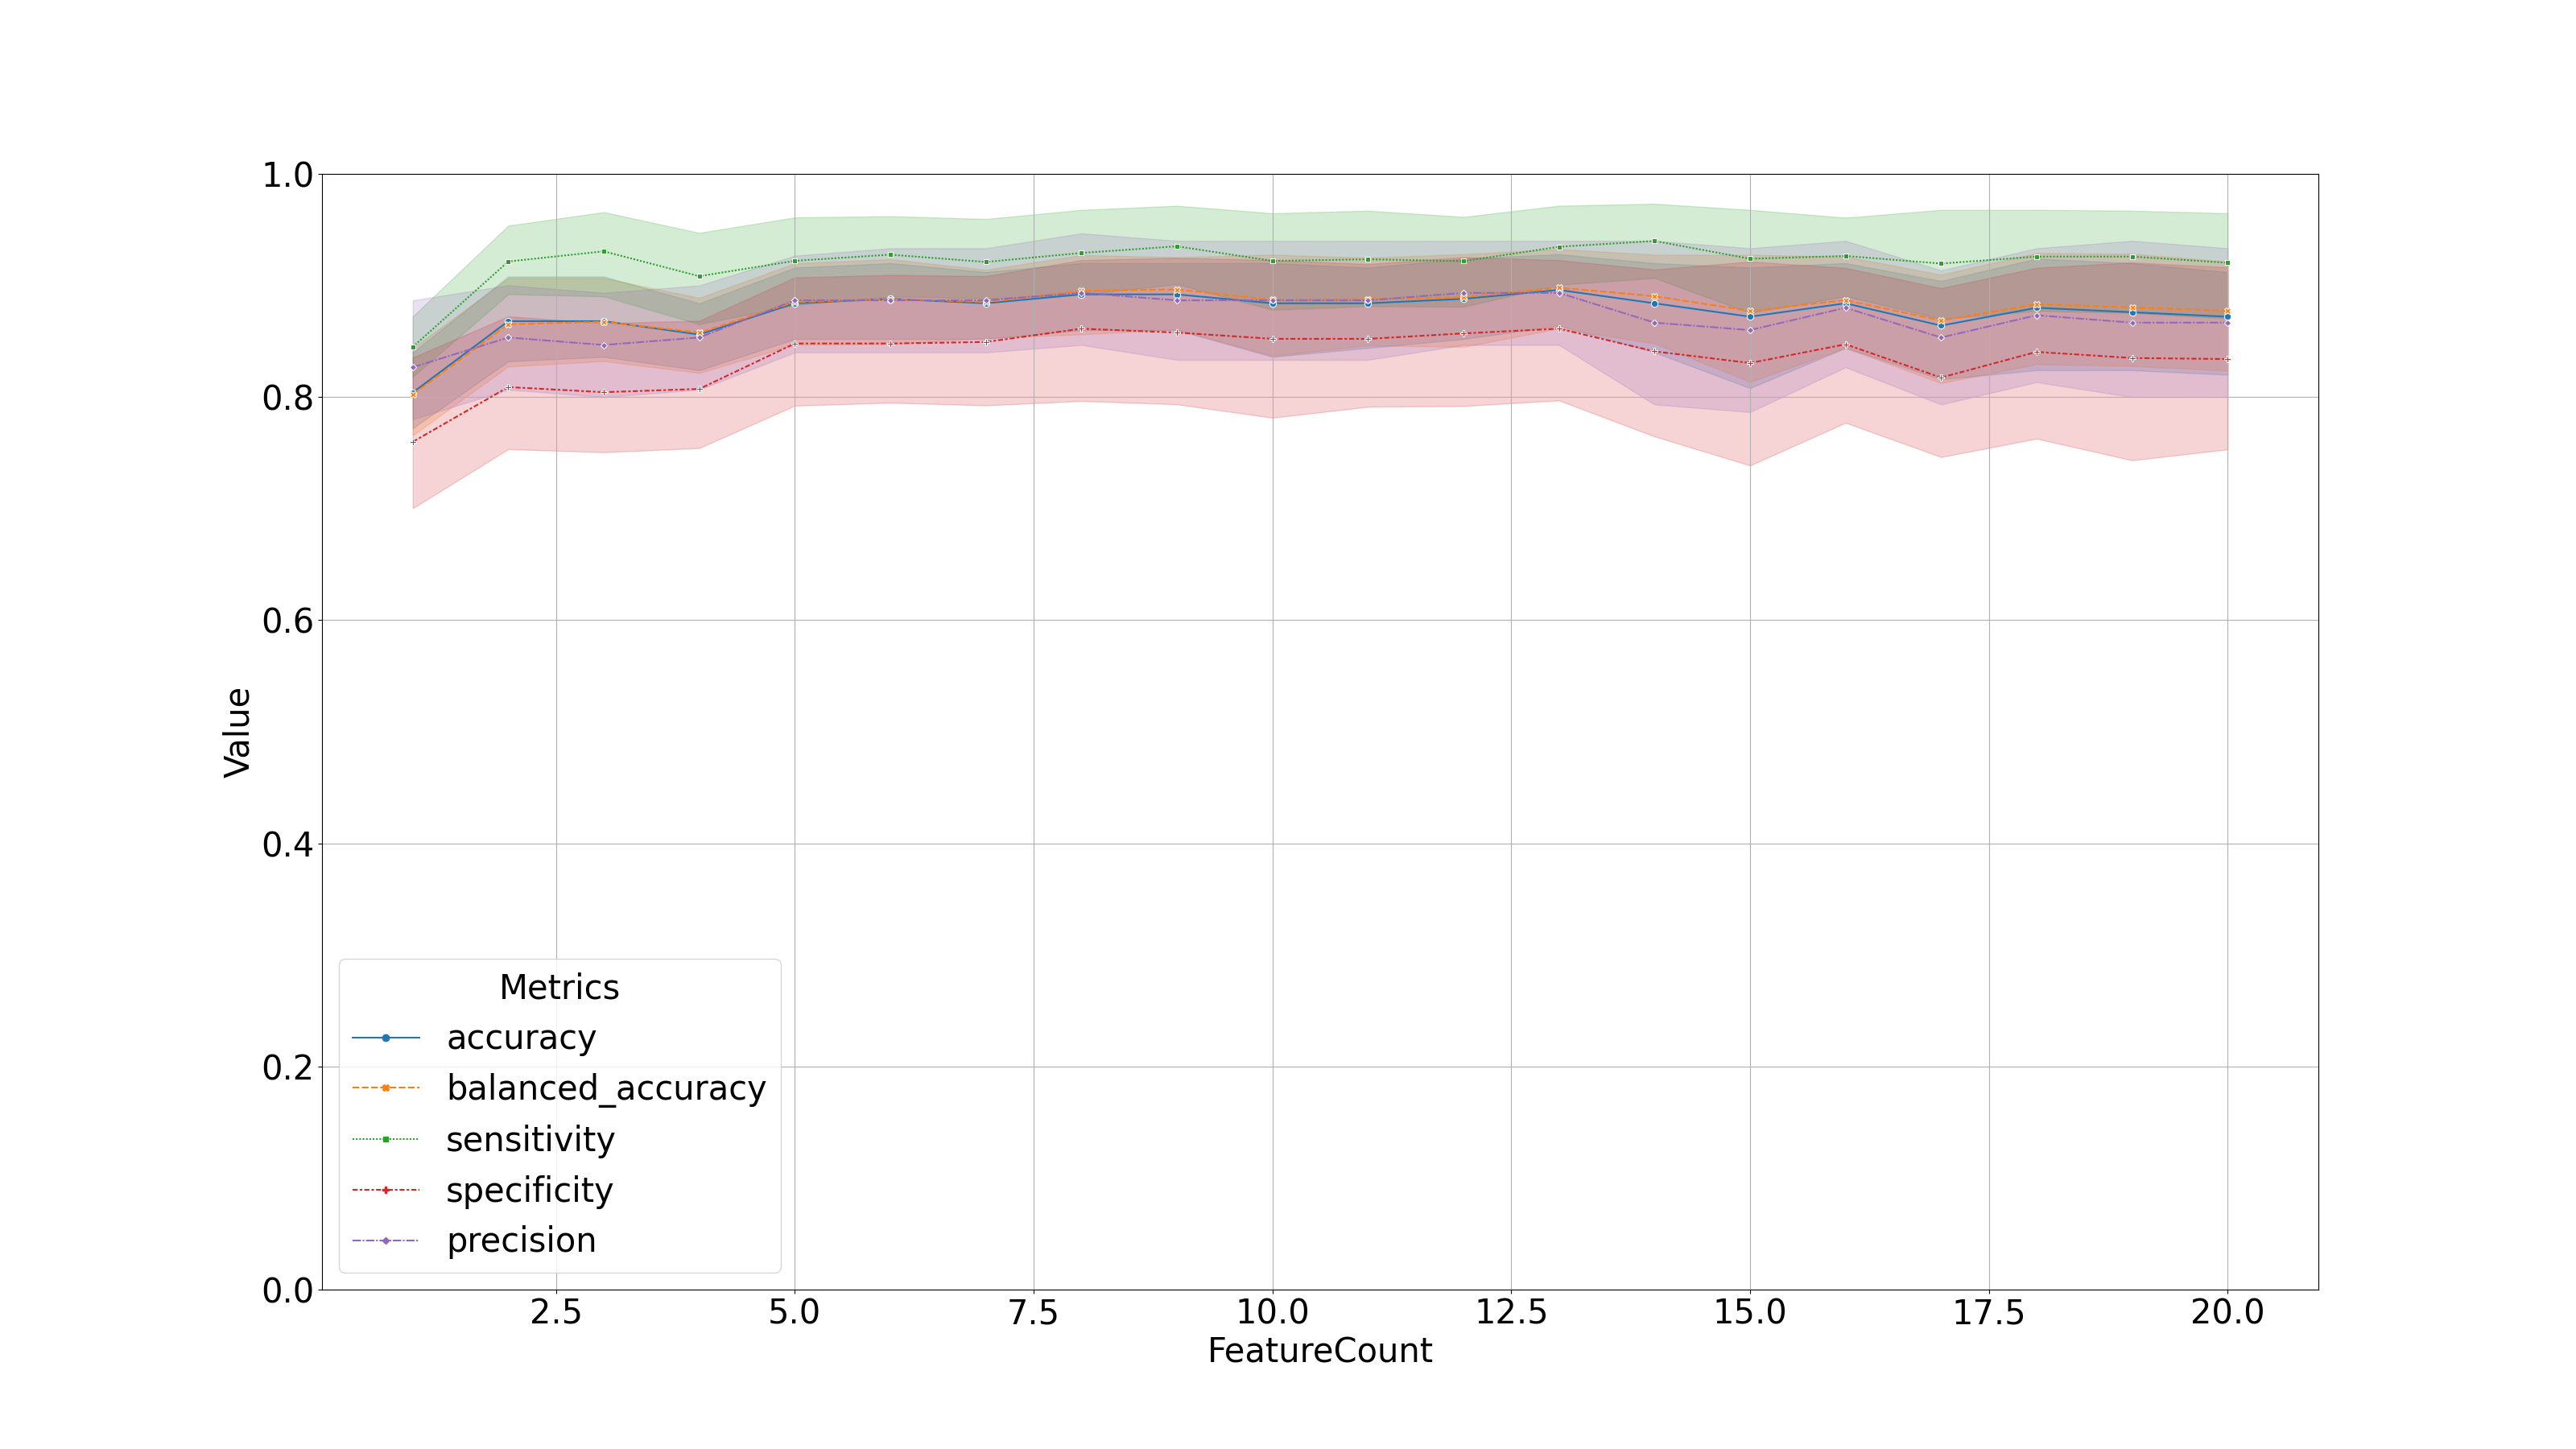 1.0
0.8
0.6
0.4
0.2
0.0
Value
Metrics
accuracy
balanced_accuracy
sensitivity
specificity
precision
2.5 5.0 7.5 10.0 12.5 15.0 17.5 20.0
FeatureCount